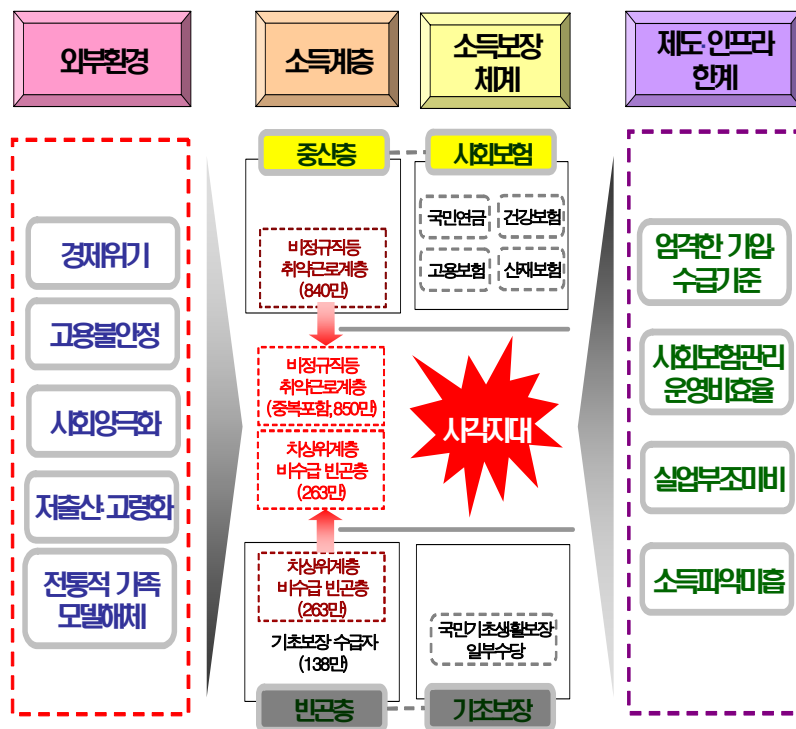 외부환경
소득계층
소득보장
체계
제도·인프라
한계
경제위기
고용불안정
사회양극화
저출산·고령화
전통적 가족
모델해체
중산층
사회보험
비정규직등
취약근로계층
(840만)
국민연금
건강보험
고용보험
산재보험
비정규직등
취약근로계층
(중복포함;850만)
차상위계층
비수급 빈곤층
(263만)
사각지대
차상위계층
비수급 빈곤층
(263만)
기초보장 수급자
(138만)
국민기초생활보장
일부수당
빈곤층
기초보장
엄격한 가입·
수급기준
사회보험관리
운영비효율
실업부조미비
소득파악미흡